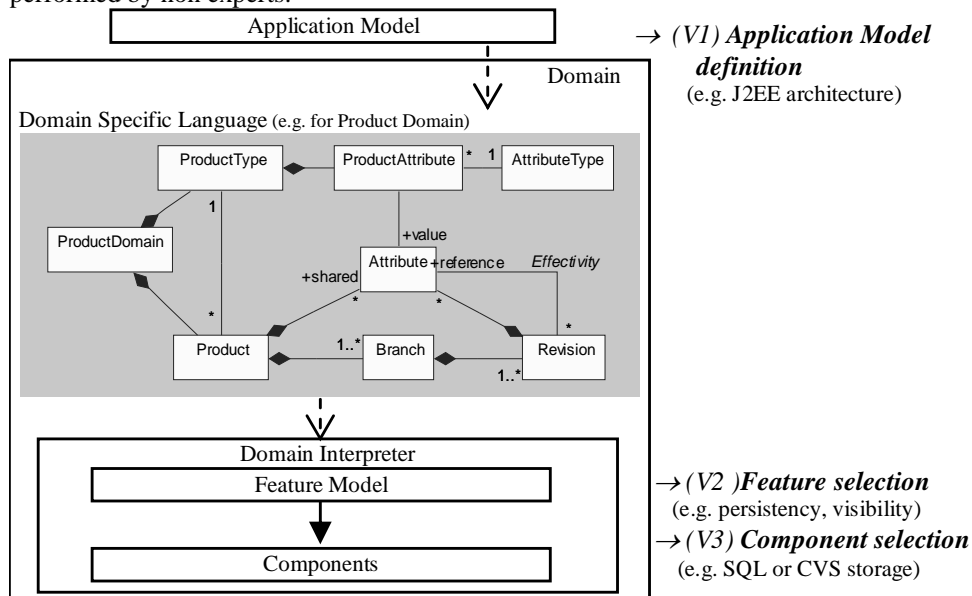 performed by non experts.
Application Model
→ (V1) Application Model
definition
(e.g. J2EE architecture)
Domain
Domain Specific Language (e.g. for Product Domain)
ProductType
ProductAttribute
* 1
AttributeType
1
ProductDomain
+value
Attribute
+reference
Effectivity
+shared
*
*
*
*
Product
1..*
Branch
1..*
Revision
Domain Interpreter
Feature Model
→ (V2 )Feature selection
(e.g. persistency, visibility)
→ (V3) Component selection
Components
(e.g. SQL or CVS storage)